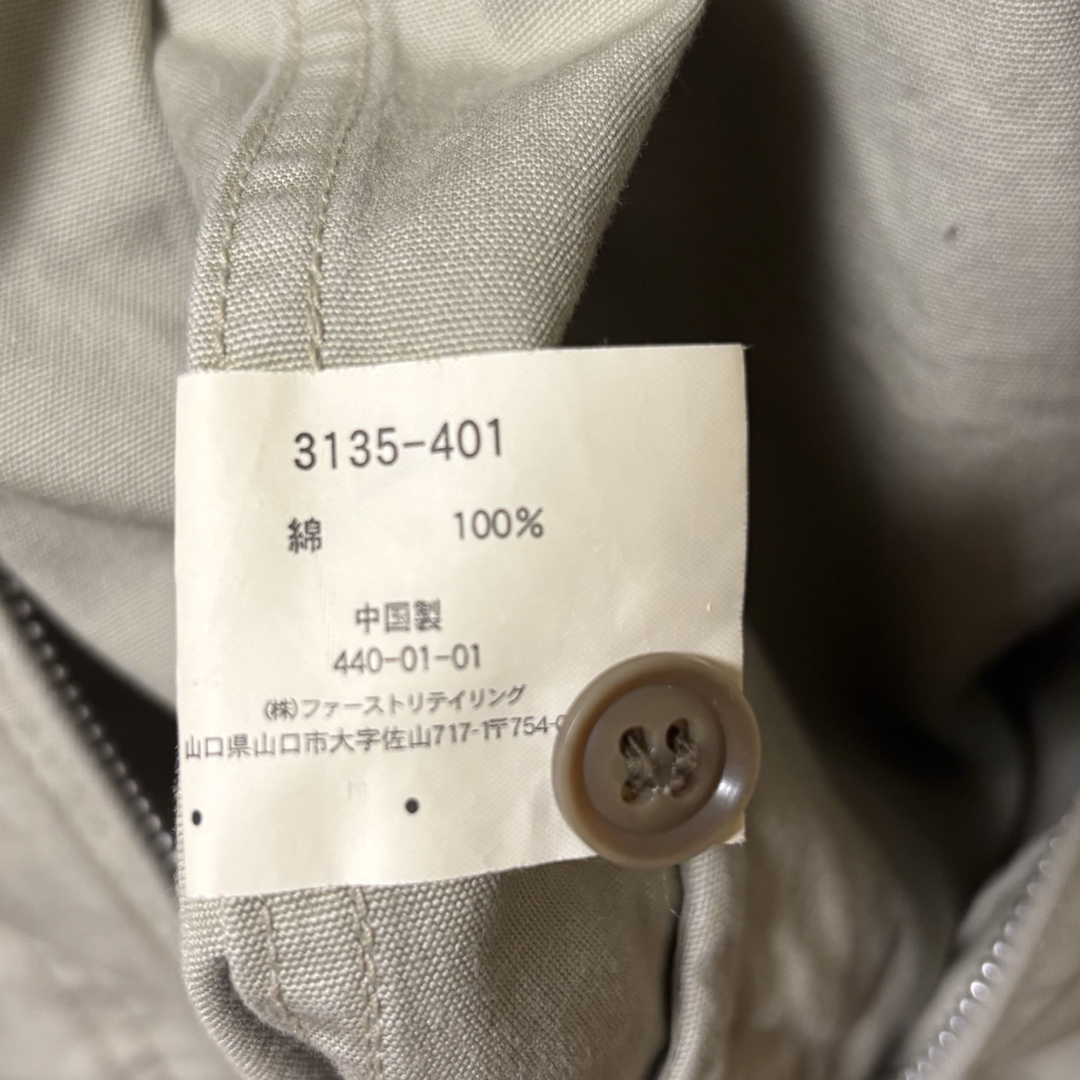 3135-401
綿 100%
中国製
440-01-01
(株)ファーストリテイリング
山口県山口市大字佐山717-1〒754-0